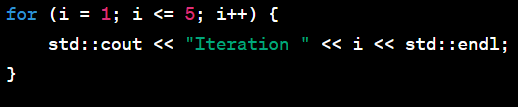 for (i = 1; i <= 5; i++) {
    std::cout << "Iteration " << i << std::endl;
}